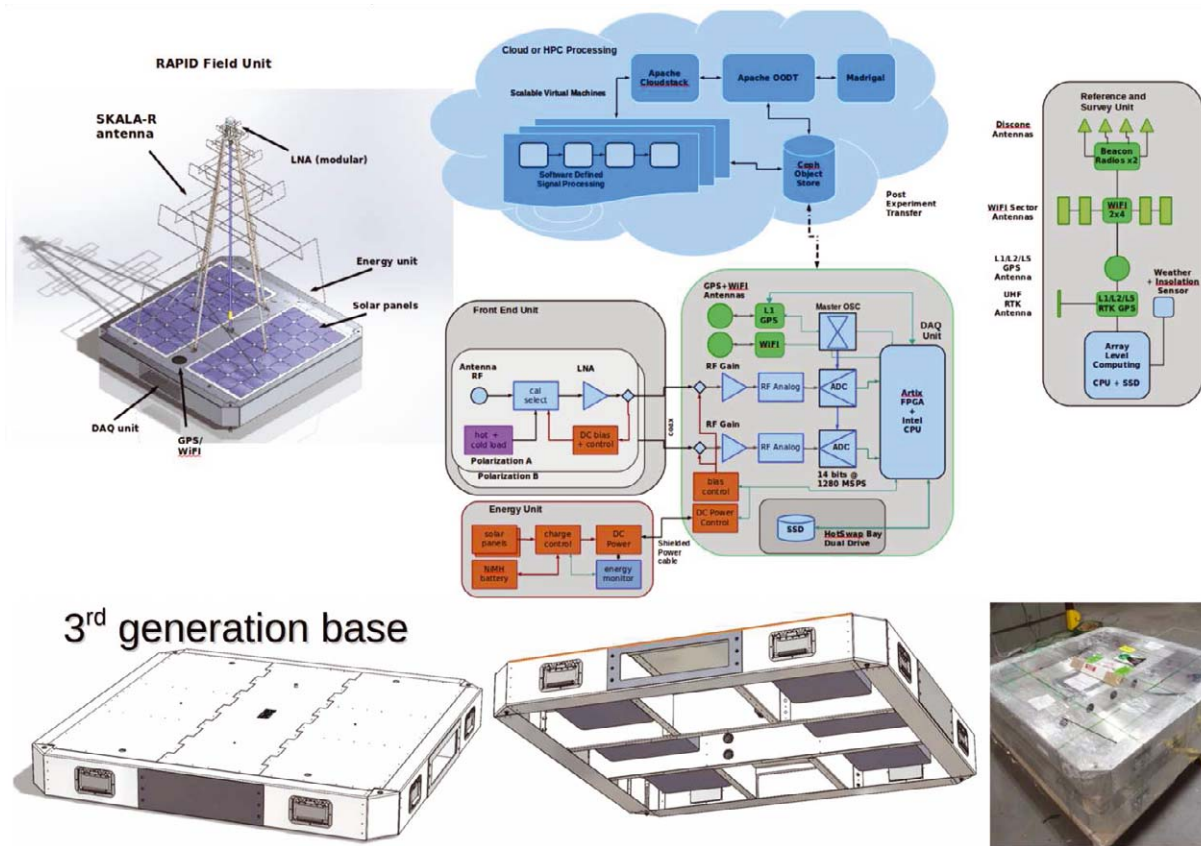 RAPID Field Unit
SKALA-R
antenna
LNA (modular)
Energy unit
Solar panels
DAQ unit
GPS/
WiFI
Cloud or HPC Processing
Apache
Cloudstack
Apache OODT
Madrigal
Scalable Virtual Machines
Software Defined
Signal Processing
Ceph
Object
Store
Post
Experiment
Transfer
Front End Unit
Antenna
RF
cal
select
LNA
hot +
cold load
DC bias
+ control
Polarization A
Polarization B
coax
GPS+WiFI
Antennas
L1
GPS
WiFI
Master OSC
DAQ
Unit
RF Gain
RF Analog
ADC
Artix
FPGA
+
Intel
CPU
RF Gain
RF Analog
ADC
14 bits @
1280 MSPS
bias
control
DC Power
Control
SSD
HotSwap Bay
Dual Drive
Energy Unit
solar
panels
charge
control
DC
Power
NiMH
battery
energy
monitor
Shielded
Power
cable
Reference and
Survey Unit
Discone
Antennas
Beacon
Radios x2
WiFI Sector
Antennas
WiFI
2x4
L1/L2/L5
GPS
Antenna
Weather
+ Insolation
Sensor
UHF
RTK
Antenna
L1/L2/L5
RTK GPS
Array
Level
Computing
CPU + SSD
3rd generation base